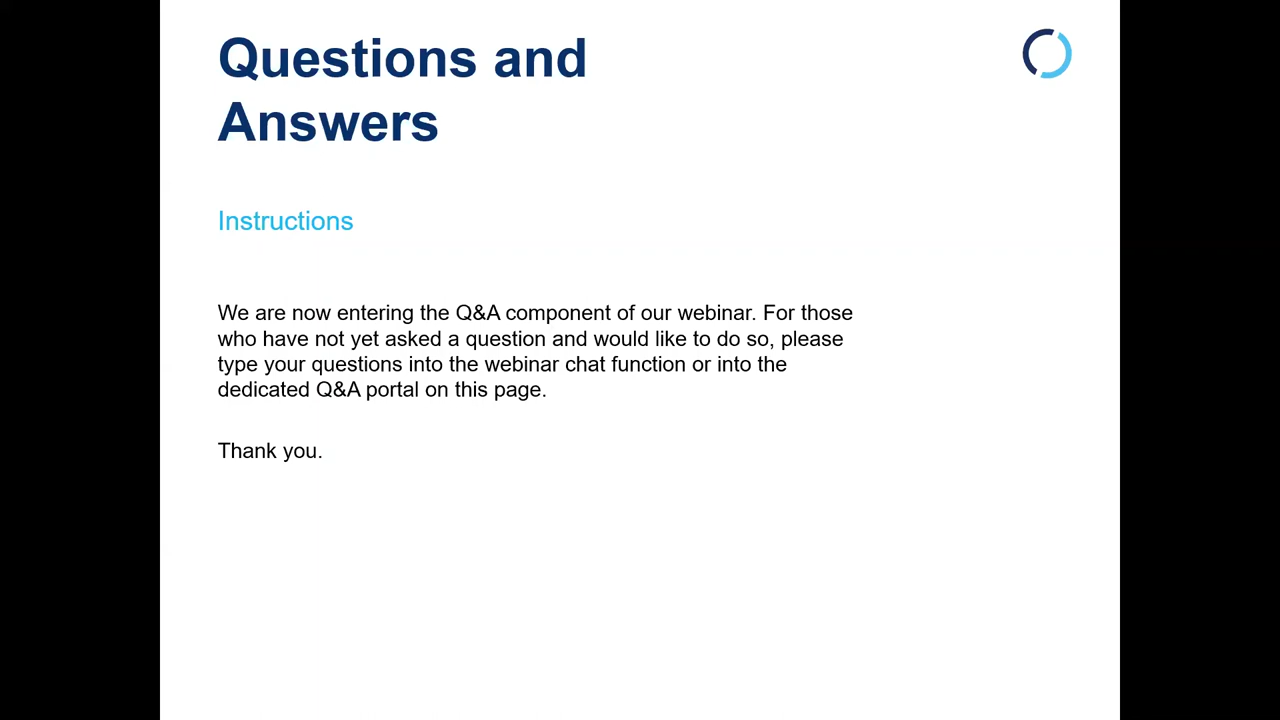 Questions and
Answers
Instructions
We are now entering the Q&A component of our webinar. For those
who have not yet asked a question and would like to do so, please
type your questions into the webinar chat function or into the
dedicated Q&A portal on this page.
Thank you.